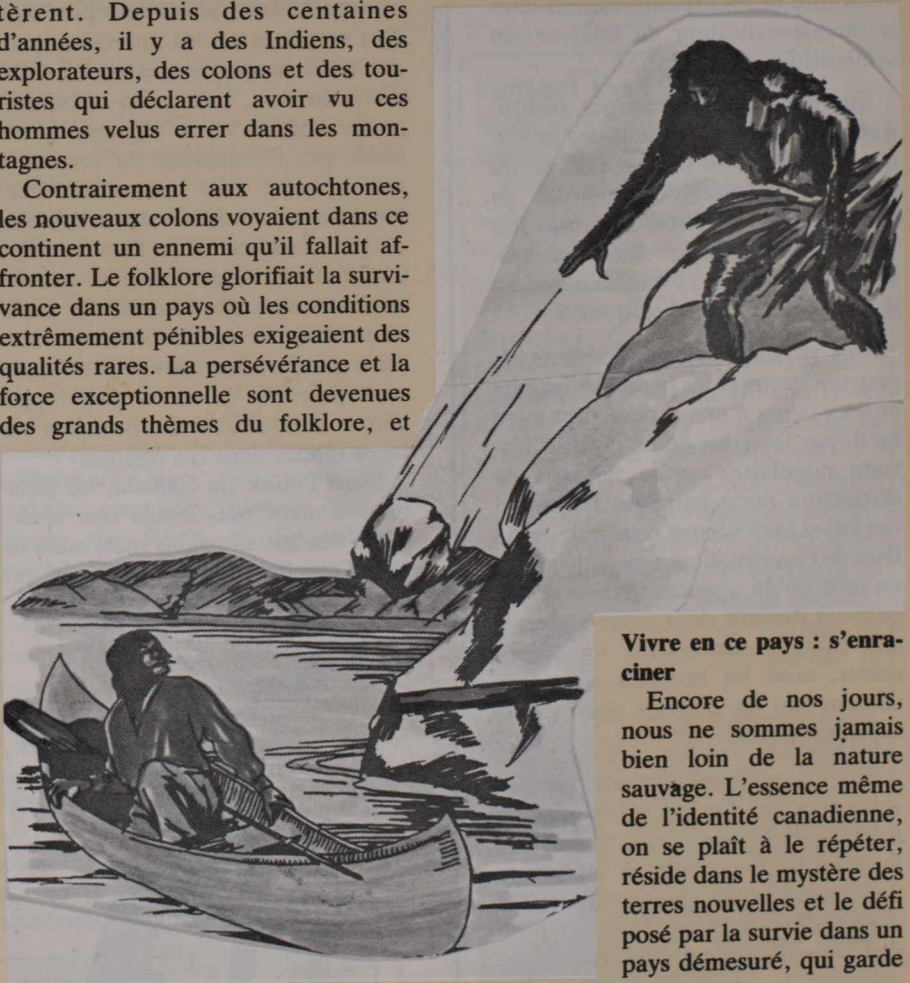 tèrent. Depuis des centaines
d'années, il y a des Indiens, des
explorateurs, des colons et des tou-
ristes qui déclarent avoir vu ces
hommes velus errer dans les mon-
tagnes.
Contrairement aux autochtones,
les nouveaux colons voyaient dans ce
continent un ennemi qu'il fallait af-
fronter. Le folklore glorifiait la survi-
vance dans un pays où les conditions
extrêmement pénibles exigeaient des
qualités rares. La persévérance et la
force exceptionnelle sont devenues
des grands thèmes du folklore, et
Vivre en ce pays : s'enra-
ciner
Encore de nos jours,
nous ne sommes jamais
bien loin de la nature
sauvage. L'essence même
de l'identité canadienne,
on se plaît à le répéter,
réside dans le mystère des
terres nouvelles et le défi
posé par la survie dans un
pays démesuré, qui garde